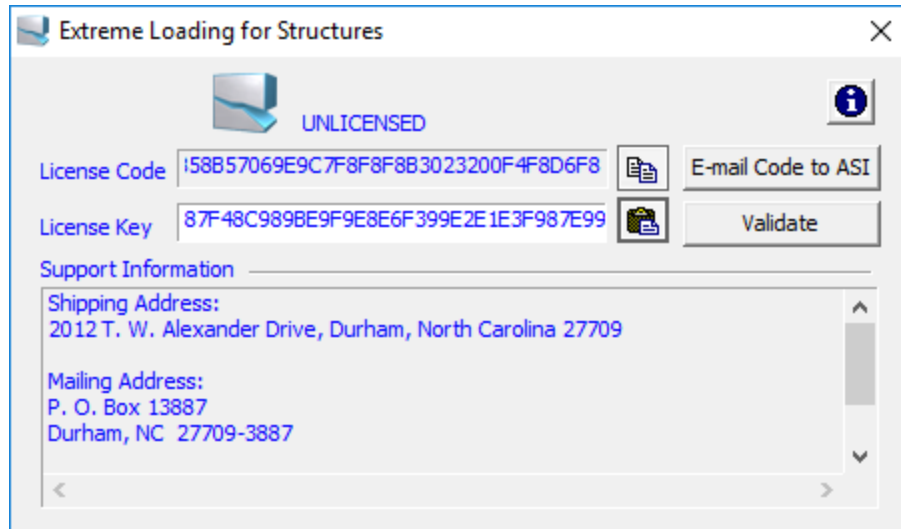 Extreme Loading for Structures
UNLICENSED
License Code 358B57069E9C7F8F8F8B3023200F4F8D6F8 E-mail Code to ASI
License Key 87F48C989BE9F9E8E6F399E2E1E3F987E99 Validate
Support Information
Shipping Address:
2012 T. W. Alexander Drive, Durham, North Carolina 27709
Mailing Address:
P. O. Box 13887
Durham, NC 27709-3887